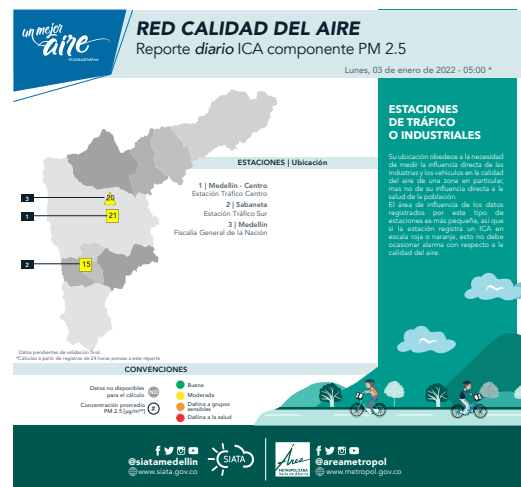 un mejor
aire
#CalidadDelAire
RED CALIDAD DEL AIRE
Reporte diario ICA componente PM 2.5
Lunes, 03 de enero de 2022 - 05:00 *
ESTACIONES
DE TRÁFICO
O INDUSTRIALES
Su ubicación obedece a la necesidad
de medir la influencia directa de las
industrias y los vehículos en la calidad
del aire de una zona en particular,
mas no de su influencia directa a la
salud de la población.
El área de influencia de los datos
registrados por este tipo de
estaciones es más pequeña, así que
si la estación registra un ICA en
escala roja o naranja, esto no debe
ocasionar alarma con respecto a la
calidad del aire.
ESTACIONES | Ubicación
1 | Medellín - Centro
Estación Tráfico Centro
2 | Sabaneta
Estación Tráfico Sur
3 | Medellín
Fiscalía General de la Nación
3
20
1
21
2
15
Datos pendientes de validación final.
*Cálculos a partir de registros de 24 horas previas a este reporte
CONVENCIONES
Datos no disponibles
para el cálculo
Concentración promedio
PM 2.5 [µg/m³]
#
Buena
Moderada
Dañina a grupos
sensibles
Dañina a la salud
@siatamedellin
www.siata.gov.co
SIATA
Área
METROPOLITANA
Valle de Aburrá
@areametropol
www.metropol.gov.co